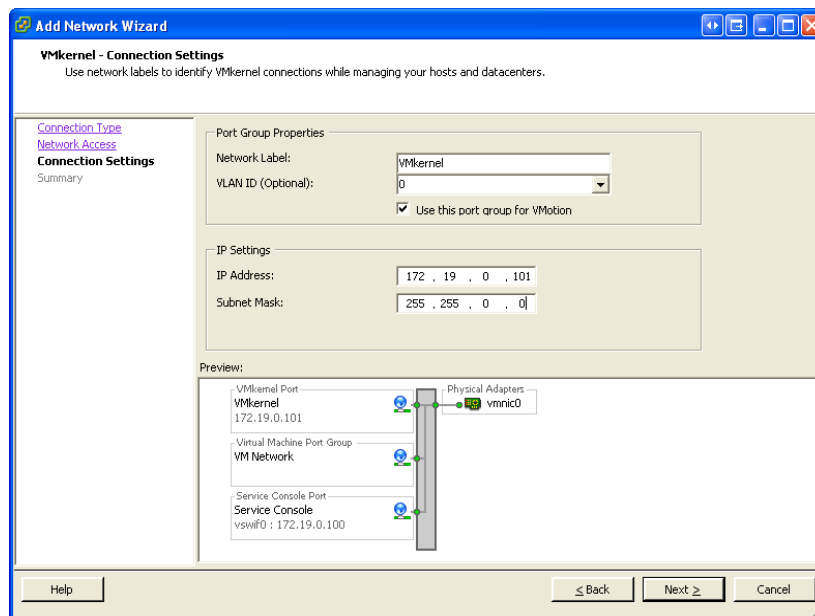 Add Network Wizard
VMkernel - Connection Settings
Use network labels to identify VMkernel connections while managing your hosts and datacenters.
Connection Type
Network Access
Connection Settings
Summary
Port Group Properties
Network Label:
VMkernel
VLAN ID (Optional):
0
Use this port group for VMotion
IP Settings
IP Address:
172 . 19 . 0 . 101
Subnet Mask:
255 . 255 . 0 . 0
Preview:
VMkernel Port
VMkernel
172.19.0.101
Physical Adapters
vmnic0
Virtual Machine Port Group
VM Network
Service Console Port
Service Console
vswif0 : 172.19.0.100
Help
< Back
Next >
Cancel